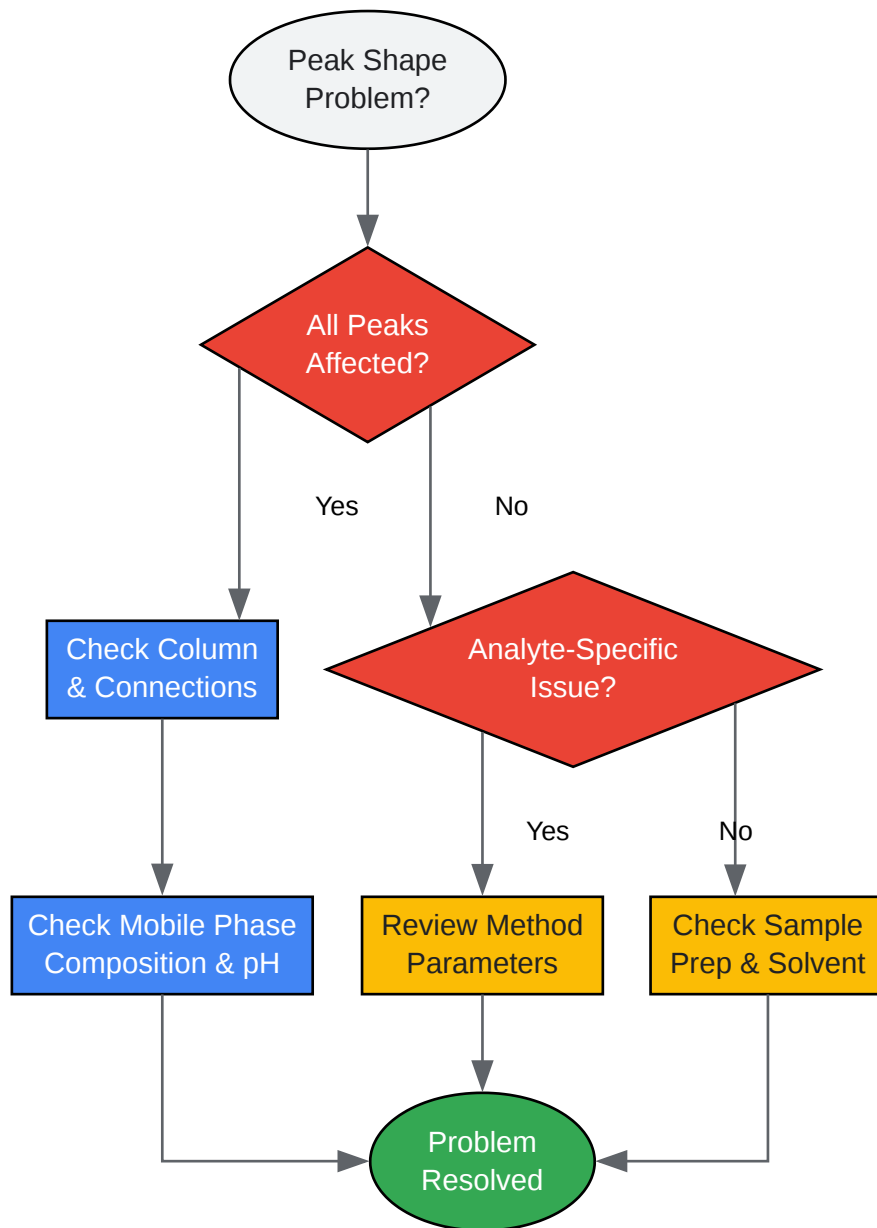 Peak Shape
Problem?
All Peaks
Affected?
Yes
No
Check Column
& Connections
Analyte-Specific
Issue?
Yes
No
Check Mobile Phase
Composition & pH
Review Method
Parameters
Check Sample
Prep & Solvent
Problem
Resolved